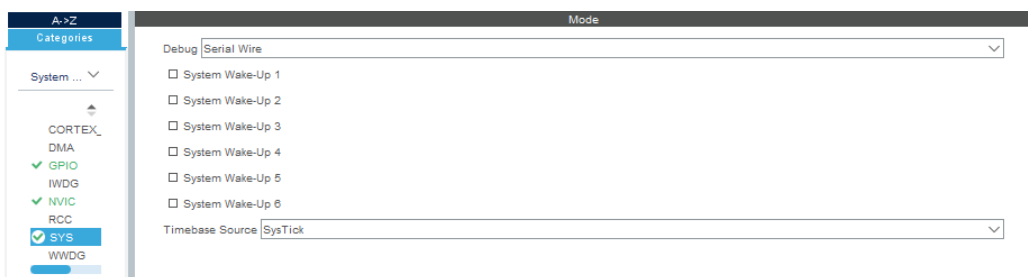 A->Z
Categories
System ...
CORTEX_
DMA
GPIO
IWDG
NVIC
RCC
SYS
WWDG
Mode
Debug Serial Wire
System Wake-Up 1
System Wake-Up 2
System Wake-Up 3
System Wake-Up 4
System Wake-Up 5
System Wake-Up 6
Timebase Source SysTick